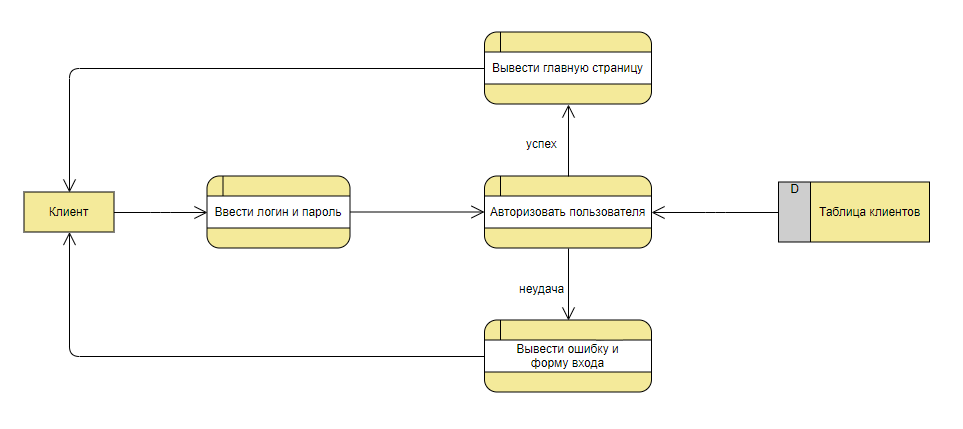 Вывести главную страницу
успех
Клиент
Ввести логин и пароль
Авторизовать пользователя
D
Таблица клиентов
неудача
Вывести ошибку и
форму входа